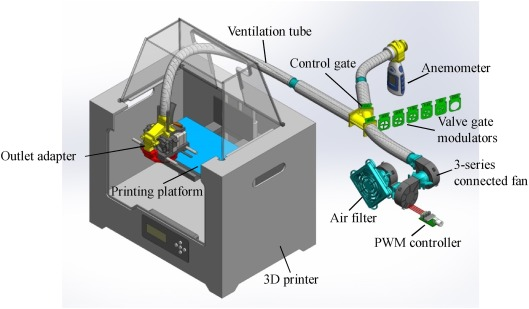 Ventilation tube
Control gate
Anemometer
Valve gate
modulators
Outlet adapter
3-series
connected fan
Printing platform
Air filter
PWM controller
3D printer